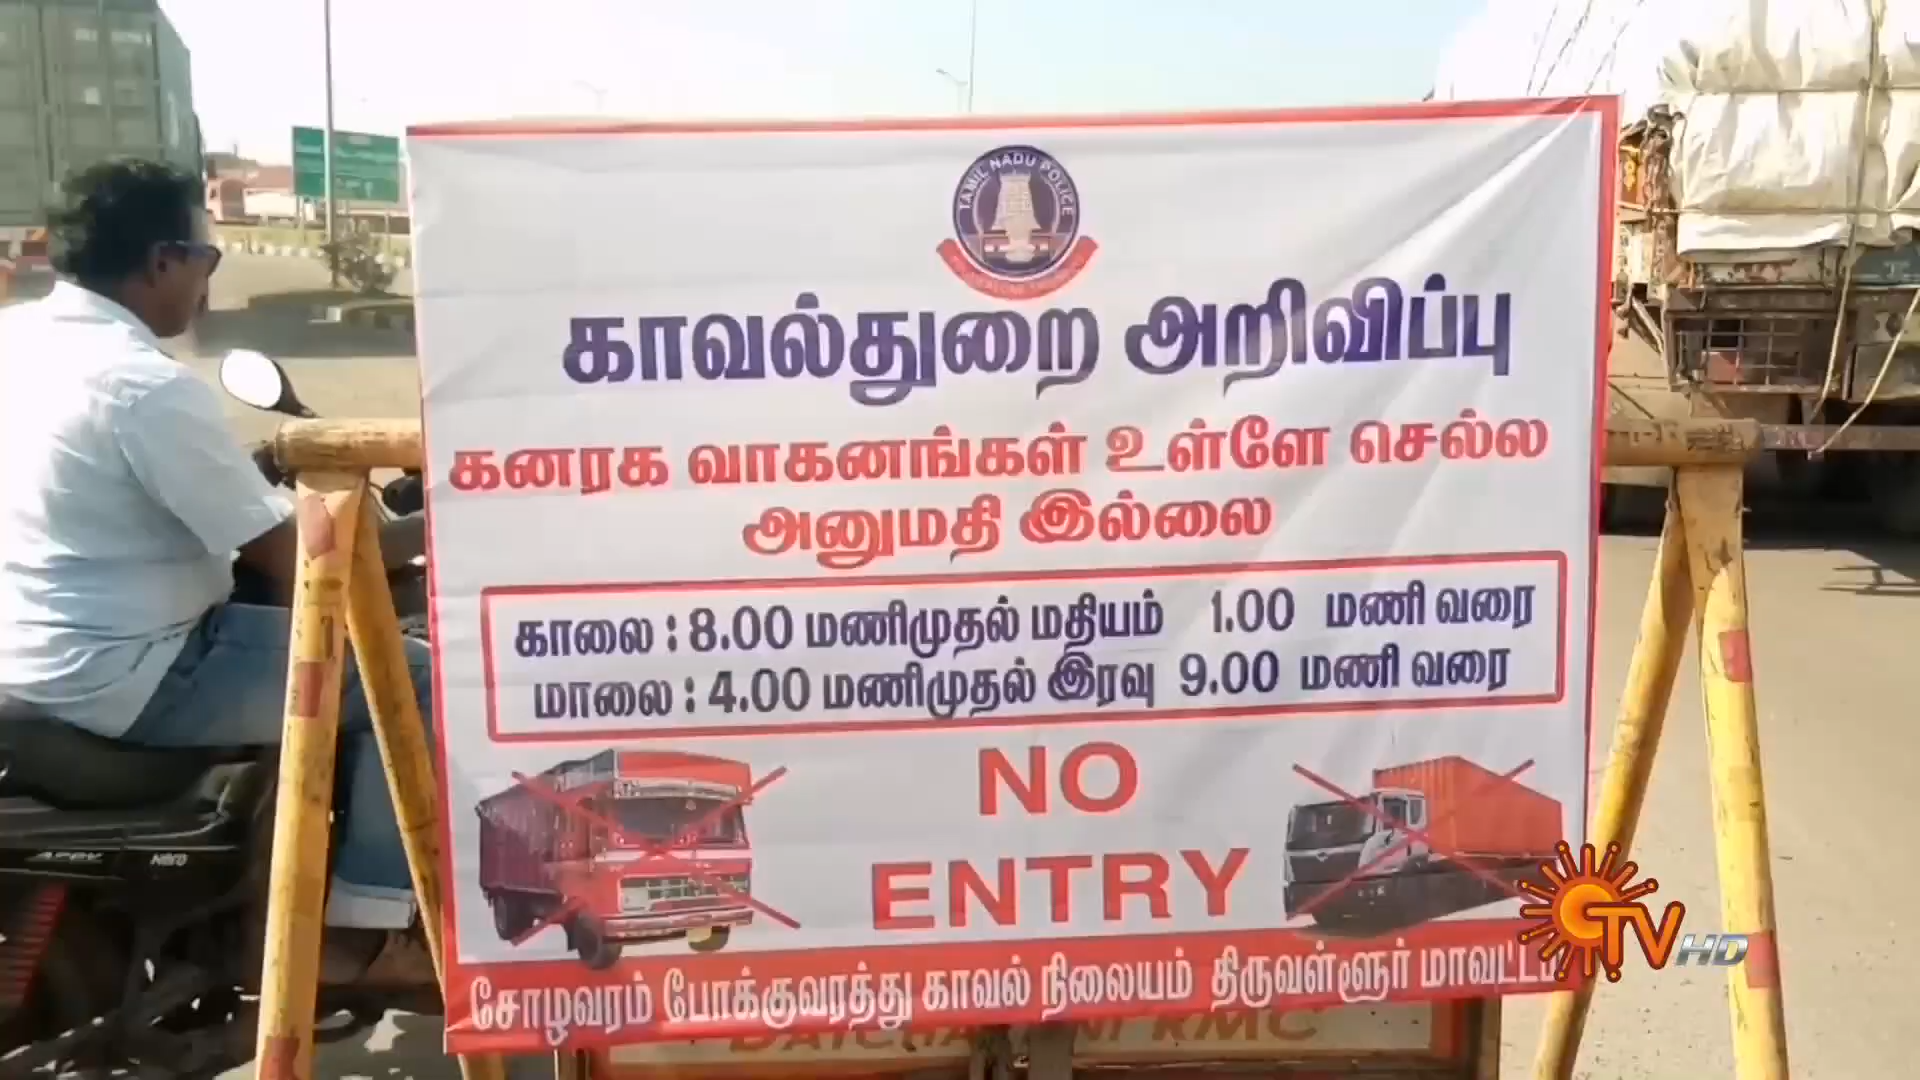 TAMIL NADU POLICE
காவல்துறை அறிவிப்பு
கனரக வாகனங்கள் உள்ளே செல்ல
அனுமதி இல்லை
காலை : 8.00 மணிமுதல் மதியம் 1.00 மணி வரை
மாலை : 4.00 மணிமுதல் இரவு 9.00 மணி வரை
NO
ENTRY
சோழவரம் போக்குவரத்து காவல் நிலையம் திருவள்ளூர்
RMC
TV HD